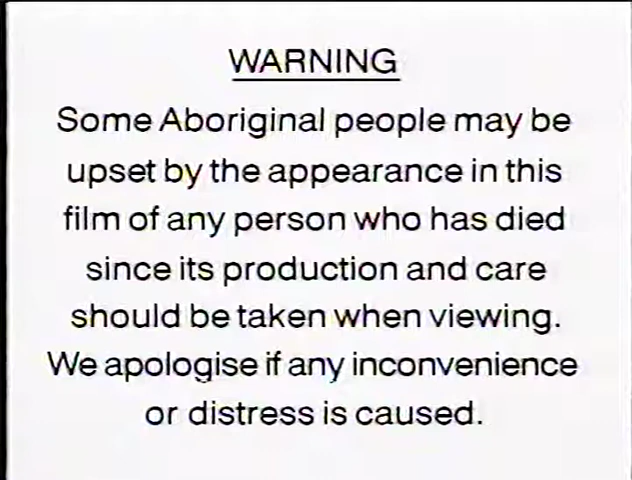 WARNING
Some Aboriginal people may be
upset by the appearance in this
film of any person who has died
since its production and care
should be taken when viewing.
We apologise if any inconvenience
or distress is caused.